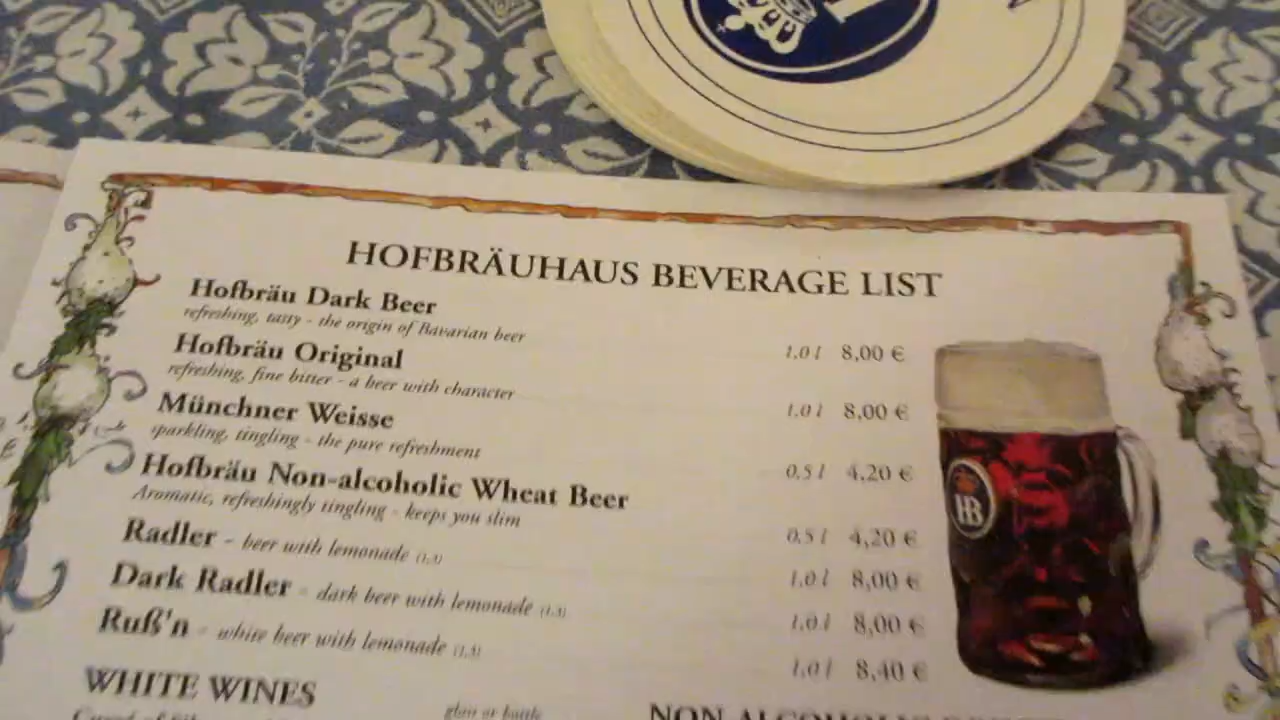 HOFBRÄUHAUS BEVERAGE LIST
Hofbräu Dark Beer
refreshing, tasty - the origin of Bavarian beer
1,0 l 8,00 €
Hofbräu Original
refreshing, fine bitter - a beer with character
1,0 l 8,00 €
Münchner Weisse
sparkling, tingling - the pure refreshment
0,5 l 4,20 €
Hofbräu Non-alcoholic Wheat Beer
Aromatic, refreshingly tingling - keeps you slim
0,5 l 4,20 €
Radler - beer with lemonade
1,0 l 8,00 €
Dark Radler - dark beer with lemonade
1,0 l 8,00 €
Ruß'n - white beer with lemonade
1,0 l 8,40 €
HB
WHITE WINES
glass or bottle